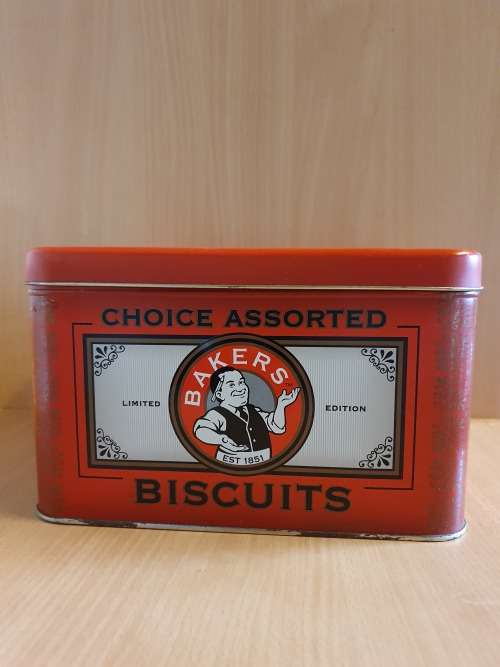 CHOICE ASSORTED
BAKERS
LIMITED
EDITION
EST 1851
BISCUITS